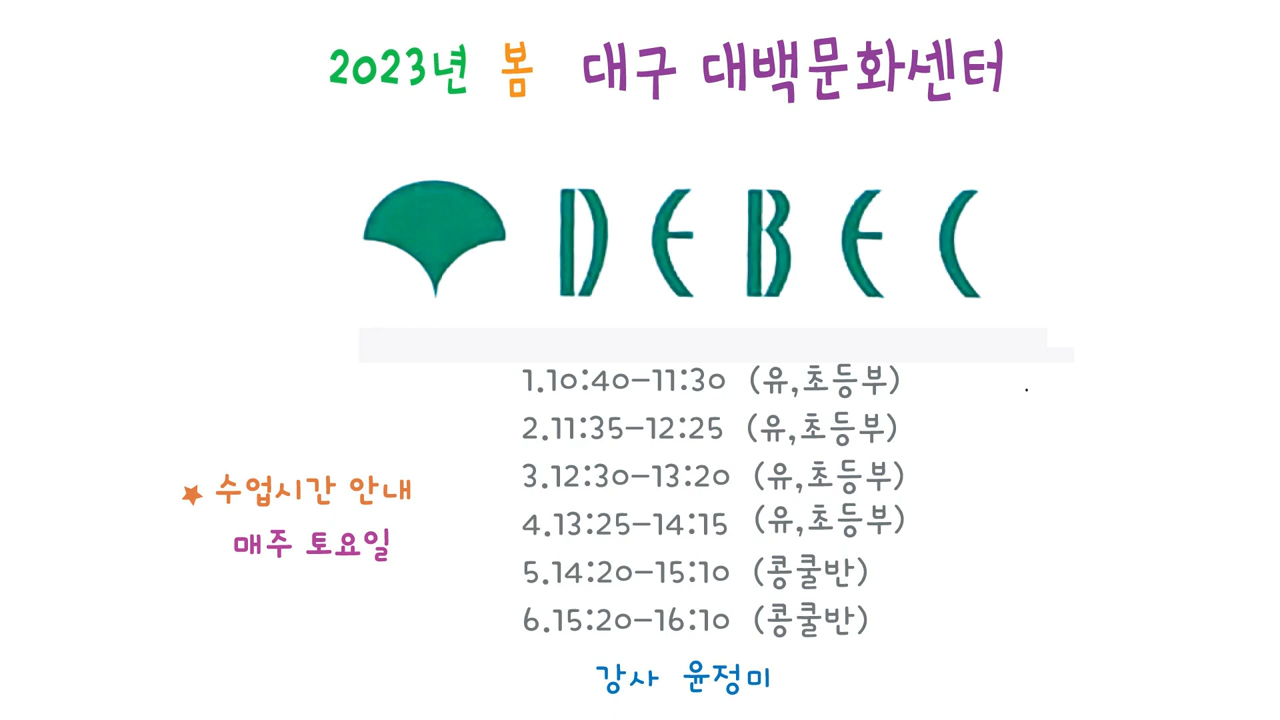 2023년 봄 대구 대백문화센터
DEBEC
1.10:40-11:30 (유,초등부)
2.11:35-12:25 (유,초등부)
3.12:30-13:20 (유,초등부)
4.13:25-14:15 (유,초등부)
5.14:20-15:10 (콩쿨반)
6.15:20-16:10 (콩쿨반)
★ 수업시간 안내
매주 토요일
강사 윤정미